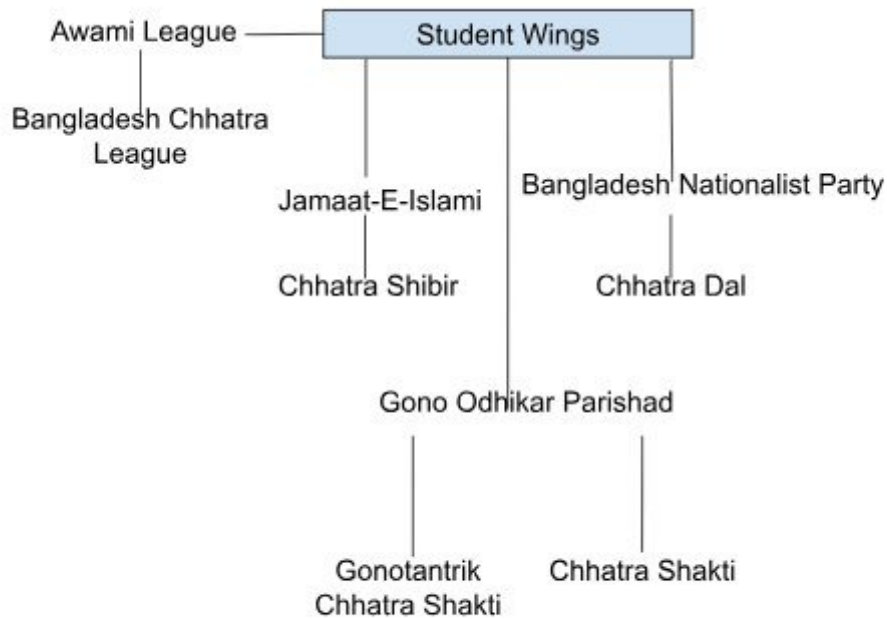 Awami League
Student Wings
Bangladesh Chhatra
League
Jamaat-E-Islami
Bangladesh Nationalist Party
Chhatra Shibir
Chhatra Dal
Gono Odhikar Parishad
Gonotantrik
Chhatra Shakti
Chhatra Shakti